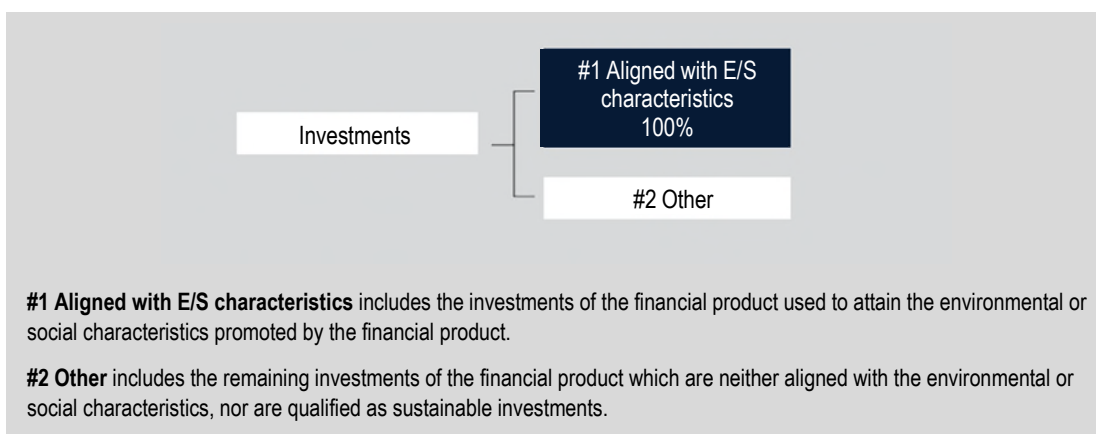 #1 Aligned with E/S
characteristics
100%
Investments
#2 Other
#1 Aligned with E/S characteristics includes the investments of the financial product used to attain the environmental or
social characteristics promoted by the financial product.
#2 Other includes the remaining investments of the financial product which are neither aligned with the environmental or
social characteristics, nor are qualified as sustainable investments.